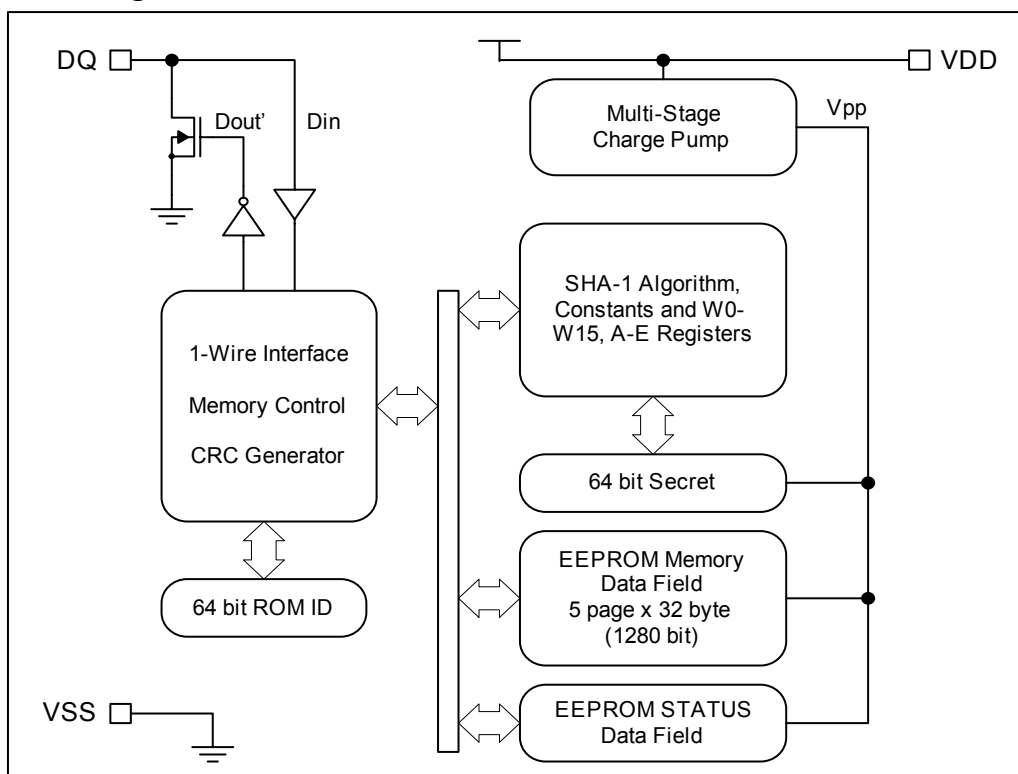 DQ
Dout'
Din
VDD
Multi-Stage
Charge Pump
Vpp
SHA-1 Algorithm,
Constants and W0-
W15, A-E Registers
1-Wire Interface
Memory Control
CRC Generator
64 bit Secret
EEPROM Memory
Data Field
5 page x 32 byte
(1280 bit)
64 bit ROM ID
VSS
EEPROM STATUS
Data Field